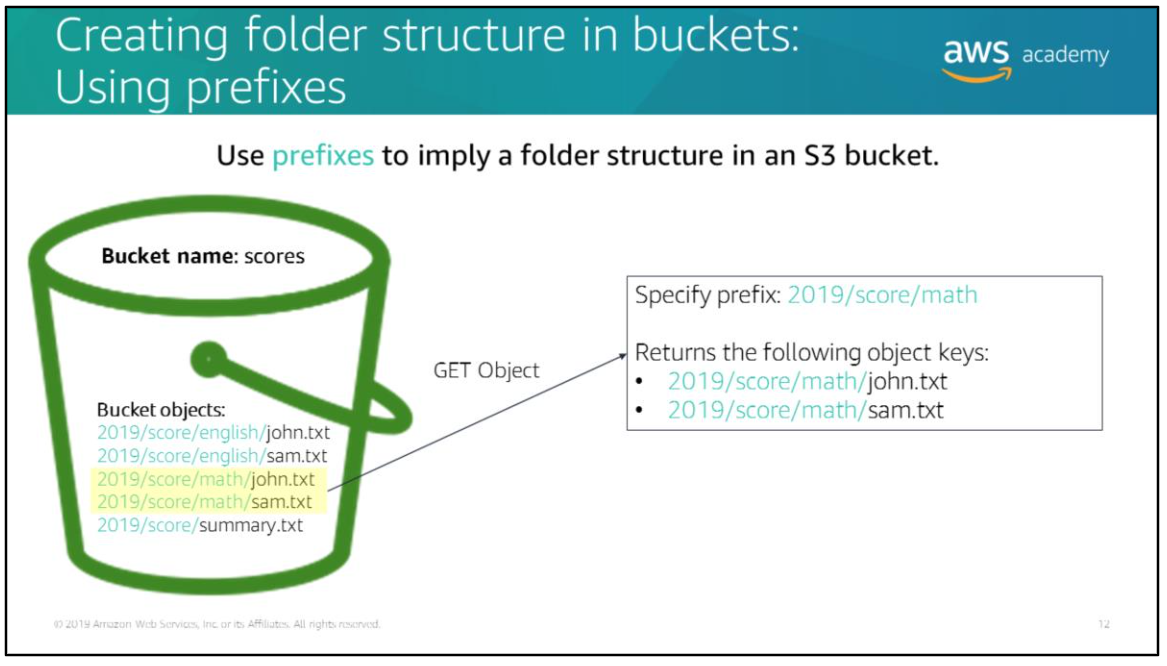 Creating folder structure in buckets:
Using prefixes
aws academy
Use prefixes to imply a folder structure in an S3 bucket.
Bucket name: scores
Bucket objects:
2019/score/english/john.txt
2019/score/english/sam.txt
2019/score/math/john.txt
2019/score/math/sam.txt
2019/score/summary.txt
GET Object
Specify prefix: 2019/score/math
Returns the following object keys:
• 2019/score/math/john.txt
• 2019/score/math/sam.txt
© 2019 Amazon Web Services, Inc. or its Affiliates. All rights reserved.
12